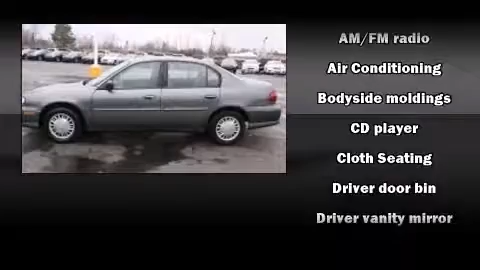 AM/FM radio
Air Conditioning
Bodyside moldings
CD player
Cloth Seating
Driver door bin
Driver vanity mirror